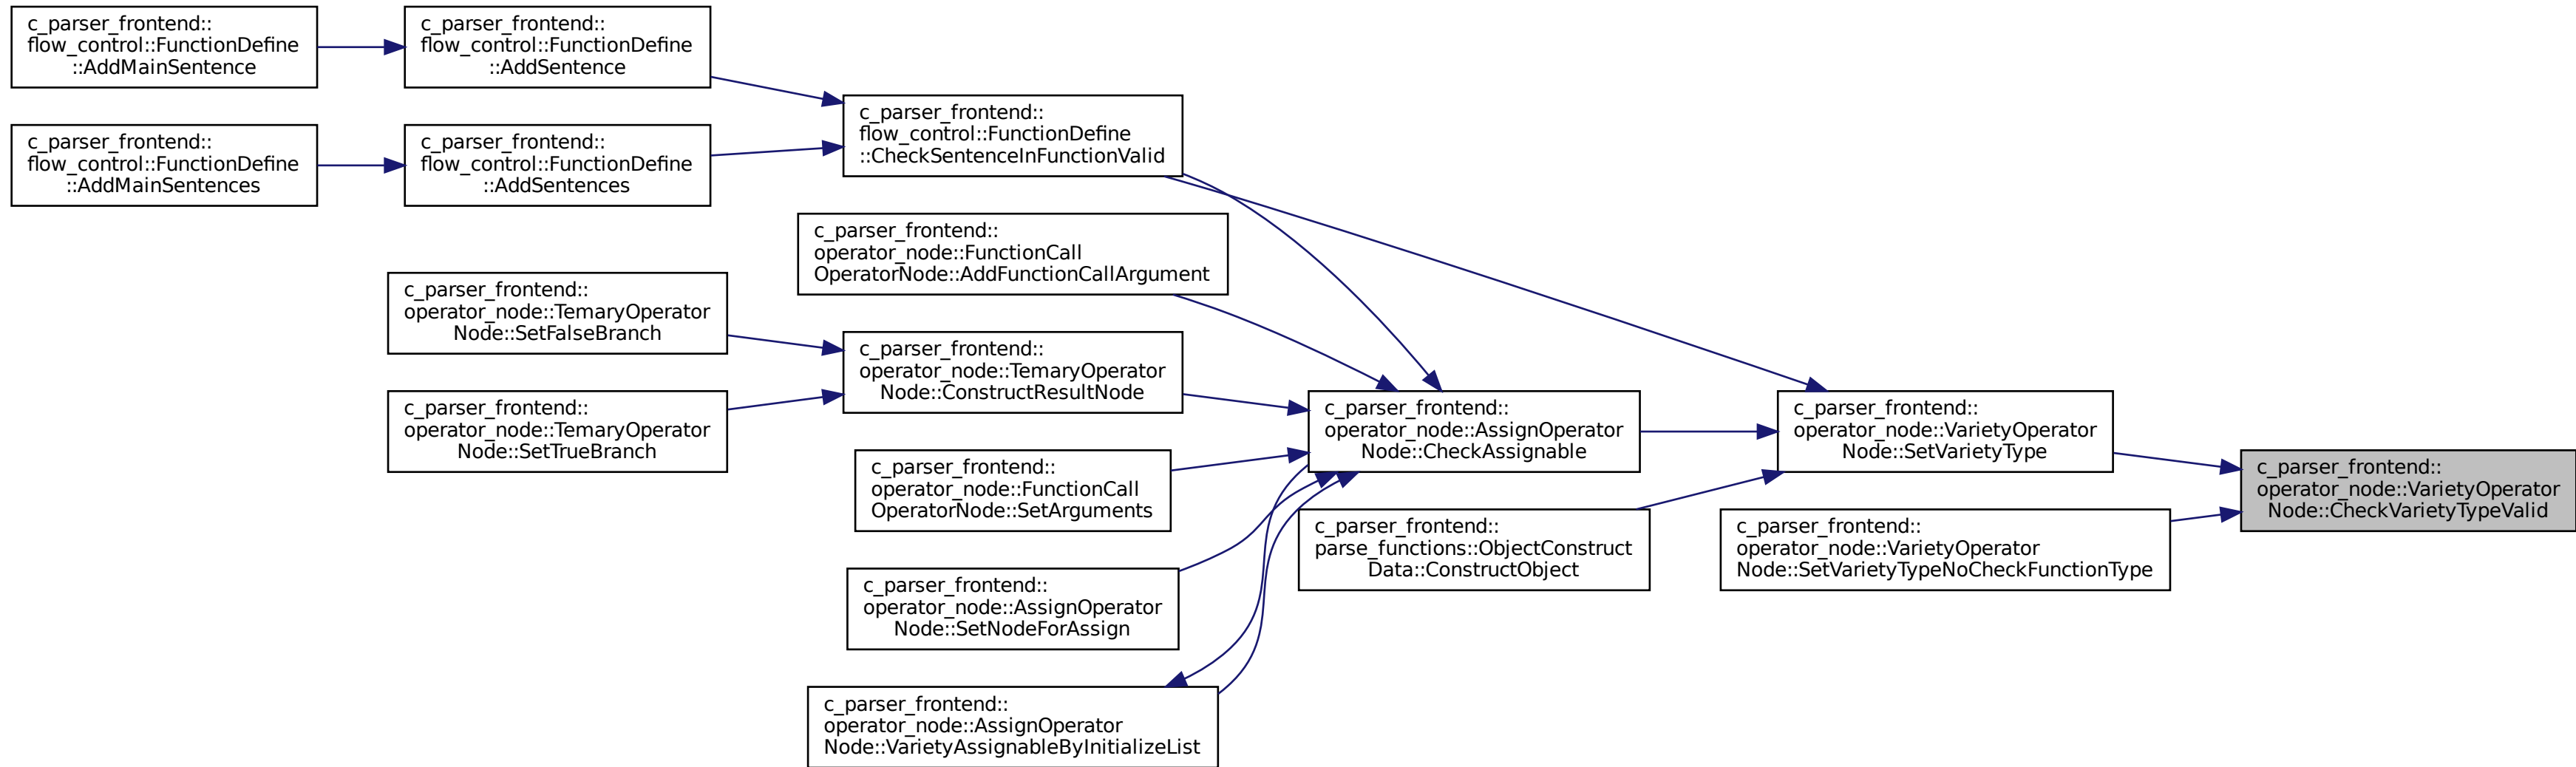 c_parser_frontend::
flow_control::FunctionDefine
::AddMainSentence
c_parser_frontend::
flow_control::FunctionDefine
::AddSentence
c_parser_frontend::
flow_control::FunctionDefine
::CheckSentenceInFunctionValid
c_parser_frontend::
flow_control::FunctionDefine
::AddMainSentences
c_parser_frontend::
flow_control::FunctionDefine
::AddSentences
c_parser_frontend::
operator_node::FunctionCall
OperatorNode::AddFunctionCallArgument
c_parser_frontend::
operator_node::TemaryOperator
Node::SetFalseBranch
c_parser_frontend::
operator_node::TemaryOperator
Node::ConstructResultNode
c_parser_frontend::
operator_node::TemaryOperator
Node::SetTrueBranch
c_parser_frontend::
operator_node::AssignOperator
Node::CheckAssignable
c_parser_frontend::
operator_node::VarietyOperator
Node::SetVarietyType
c_parser_frontend::
operator_node::VarietyOperator
Node::CheckVarietyTypeValid
c_parser_frontend::
operator_node::FunctionCall
OperatorNode::SetArguments
c_parser_frontend::
parse_functions::ObjectConstruct
Data::ConstructObject
c_parser_frontend::
operator_node::VarietyOperator
Node::SetVarietyTypeNoCheckFunctionType
c_parser_frontend::
operator_node::AssignOperator
Node::SetNodeForAssign
c_parser_frontend::
operator_node::AssignOperator
Node::VarietyAssignableByInitializeList